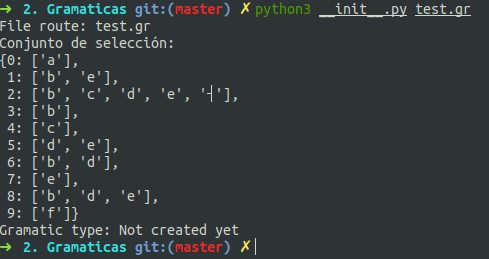 ➜ 2. Gramaticas git:(master) ✗ python3 __init__.py test.gr
File route: test.gr
Conjunto de selección:
{0: ['a'],
1: ['b', 'e'],
2: ['b', 'c', 'd', 'e', '⊣'],
3: ['b'],
4: ['c'],
5: ['d', 'e'],
6: ['b', 'd'],
7: ['e'],
8: ['b', 'd', 'e'],
9: ['f']}
Gramatic type: Not created yet
➜ 2. Gramaticas git:(master) ✗